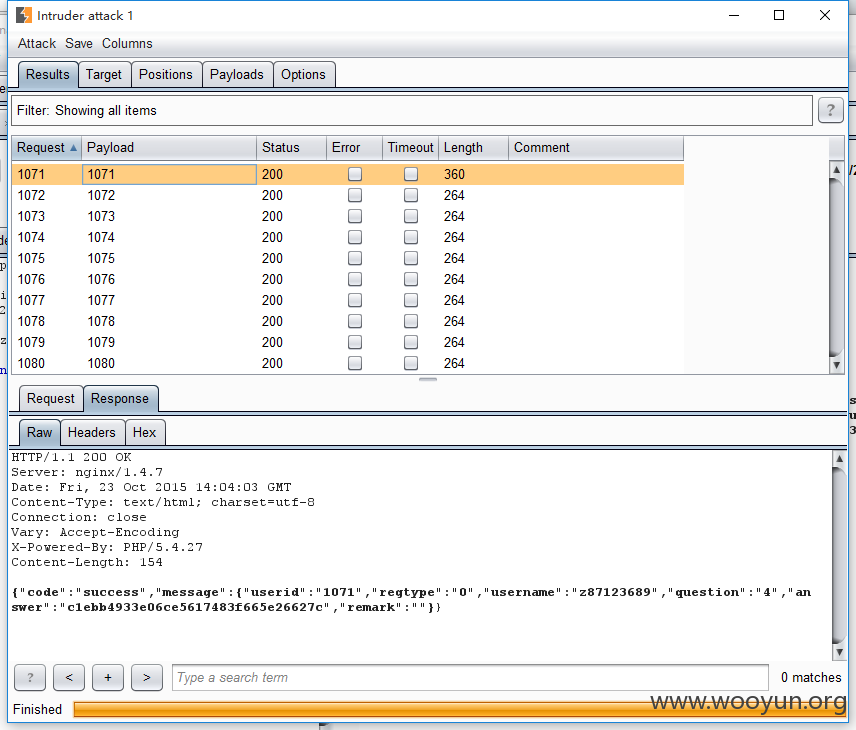 Intruder attack 1
Attack Save Columns
Results Target Positions Payloads Options
Filter: Showing all items ?
Request Payload Status Error Timeout Length Comment
1071 1071 200 360
1072 1072 200 264
1073 1073 200 264
1074 1074 200 264
1075 1075 200 264
1076 1076 200 264
1077 1077 200 264
1078 1078 200 264
1079 1079 200 264
1080 1080 200 264
Request Response
Raw Headers Hex
HTTP/1.1 200 OK
Server: nginx/1.4.7
Date: Fri, 23 Oct 2015 14:04:03 GMT
Content-Type: text/html; charset=utf-8
Connection: close
Vary: Accept-Encoding
X-Powered-By: PHP/5.4.27
Content-Length: 154
{"code":"success","message":{"userid":"1071","regtype":"0","username":"z87123689","question":"4","an
swer":"c1ebb4933e06ce5617483f665e26627c","remark":""}}
? < + > Type a search term 0 matches
www.wooyun.org
Finished